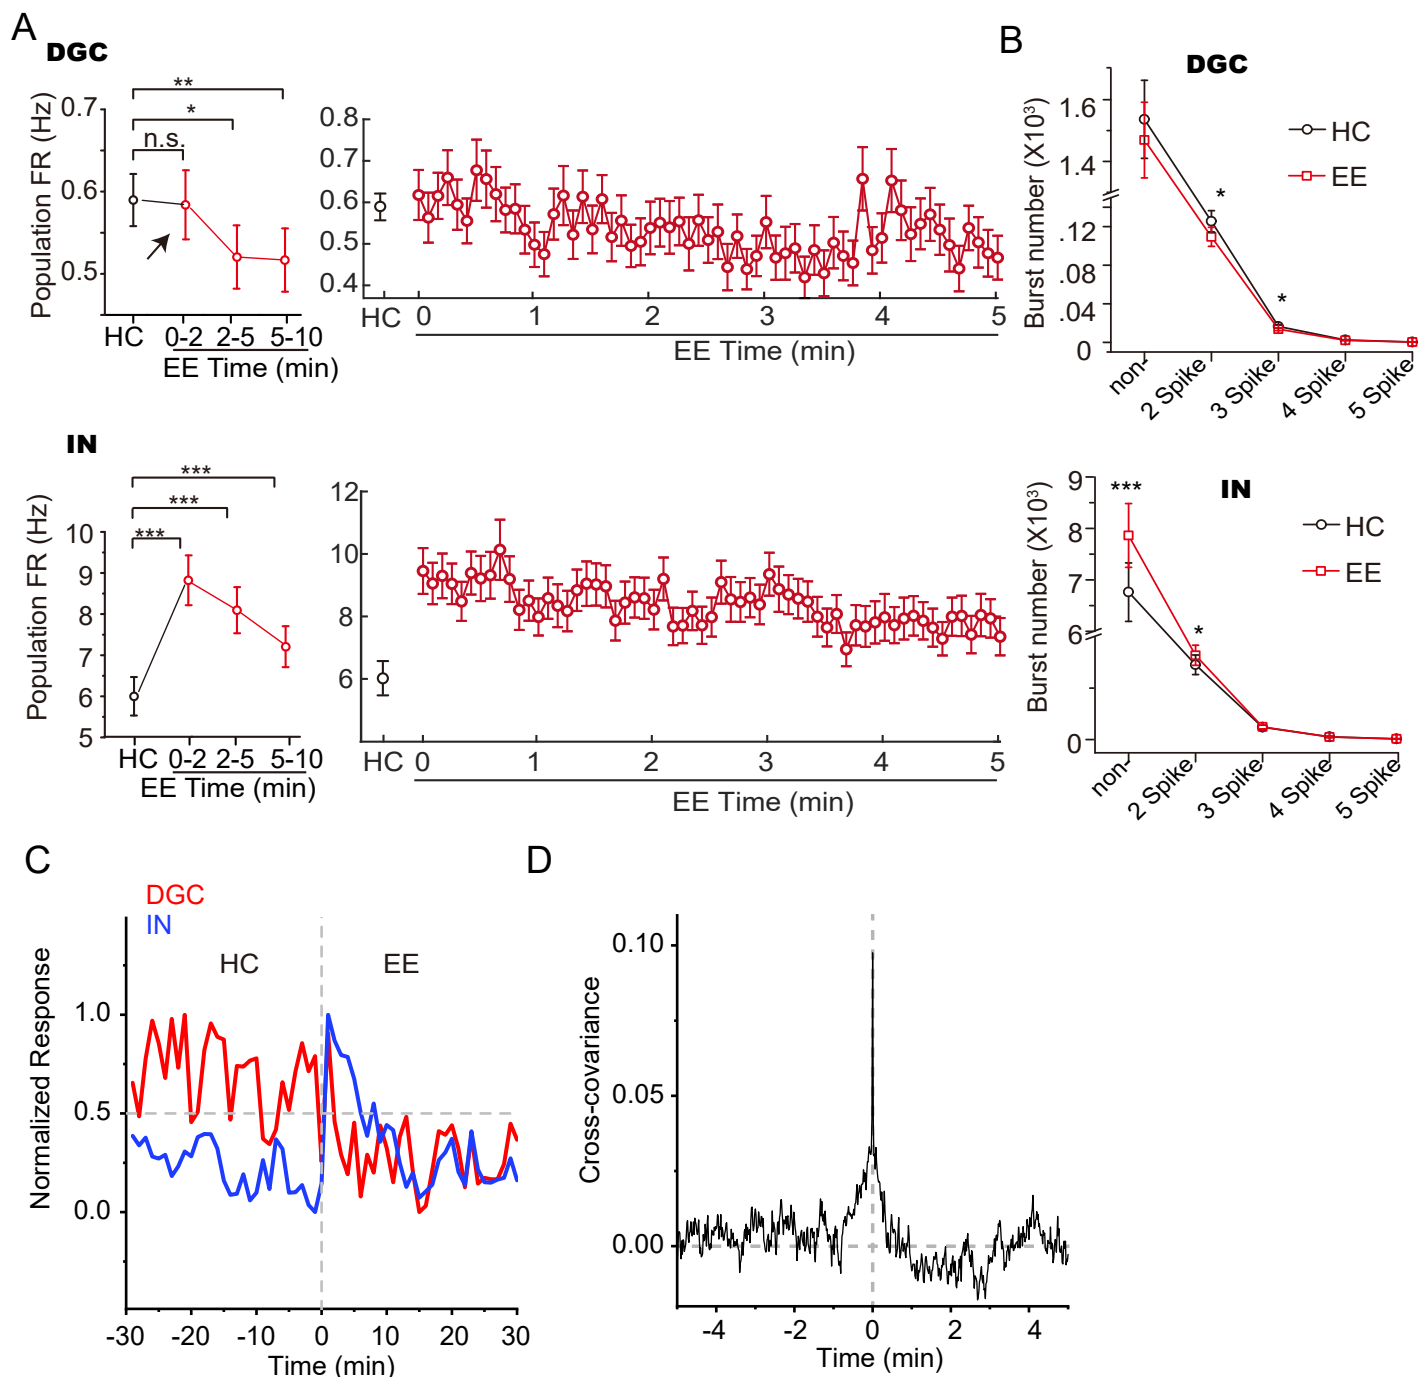 A
DGC
**
*
n.s.
0.7
0.6
0.5
Population FR (Hz)
HC 0-2 2-5 5-10
EE Time (min)
0.8
0.7
0.6
0.5
0.4
HC 0 1 2 3 4 5
EE Time (min)
B
DGC
HC
EE
1.6
1.4
.12
.08
.04
0
Burst number (X10³)
*
*
non- 2 Spike 3 Spike 4 Spike 5 Spike
IN
***
***
***
10
9
8
7
6
5
Population FR (Hz)
HC 0-2 2-5 5-10
EE Time (min)
12
10
8
6
HC 0 1 2 3 4 5
EE Time (min)
IN
HC
EE
9
8
7
6
0
Burst number (X10³)
***
*
non- 2 Spike 3 Spike 4 Spike 5 Spike
C
DGC
IN
HC EE
1.0
0.5
0.0
Normalized Response
-30 -20 -10 0 10 20 30
Time (min)
D
0.10
0.05
0.00
Cross-covariance
-4 -2 0 2 4
Time (min)